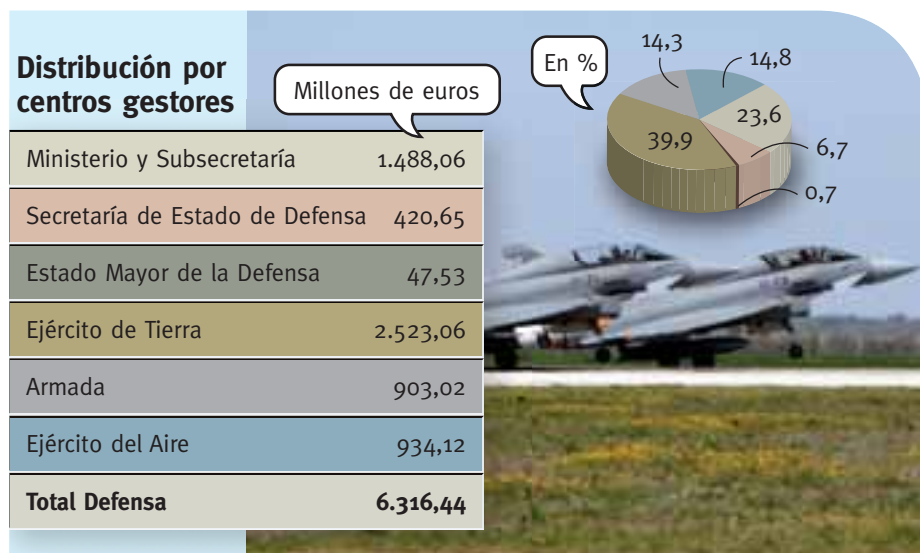 Distribución por
centros gestores
Millones de euros
Ministerio y Subsecretaría 1.488,06
Secretaría de Estado de Defensa 420,65
Estado Mayor de la Defensa 47,53
Ejército de Tierra 2.523,06
Armada 903,02
Ejército del Aire 934,12
Total Defensa 6.316,44
En %
14,3
14,8
23,6
39,9
6,7
0,7